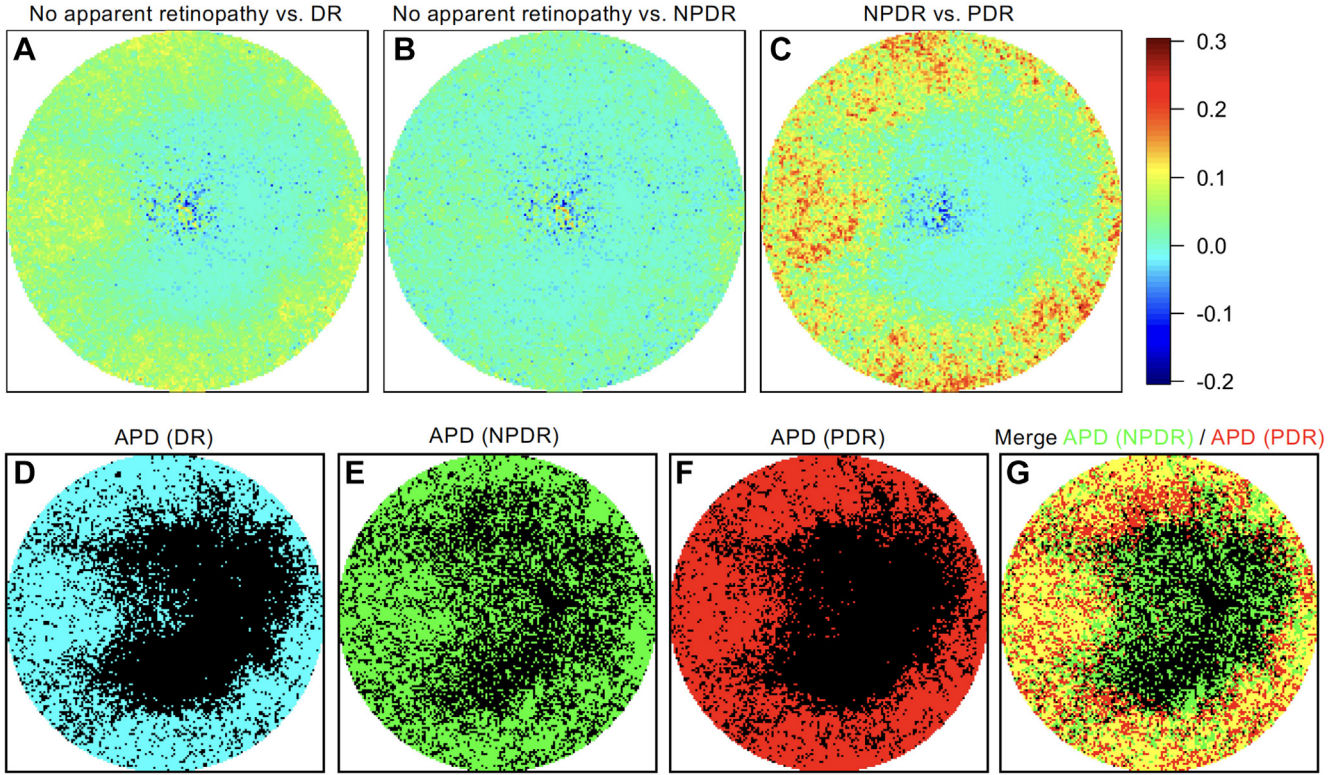 No apparent retinopathy vs. DR
No apparent retinopathy vs. NPDR
NPDR vs. PDR
A
B
C
0.3
0.2
0.1
0.0
-0.1
-0.2
APD (DR)
APD (NPDR)
APD (PDR)
Merge APD (NPDR) / APD (PDR)
D
E
F
G